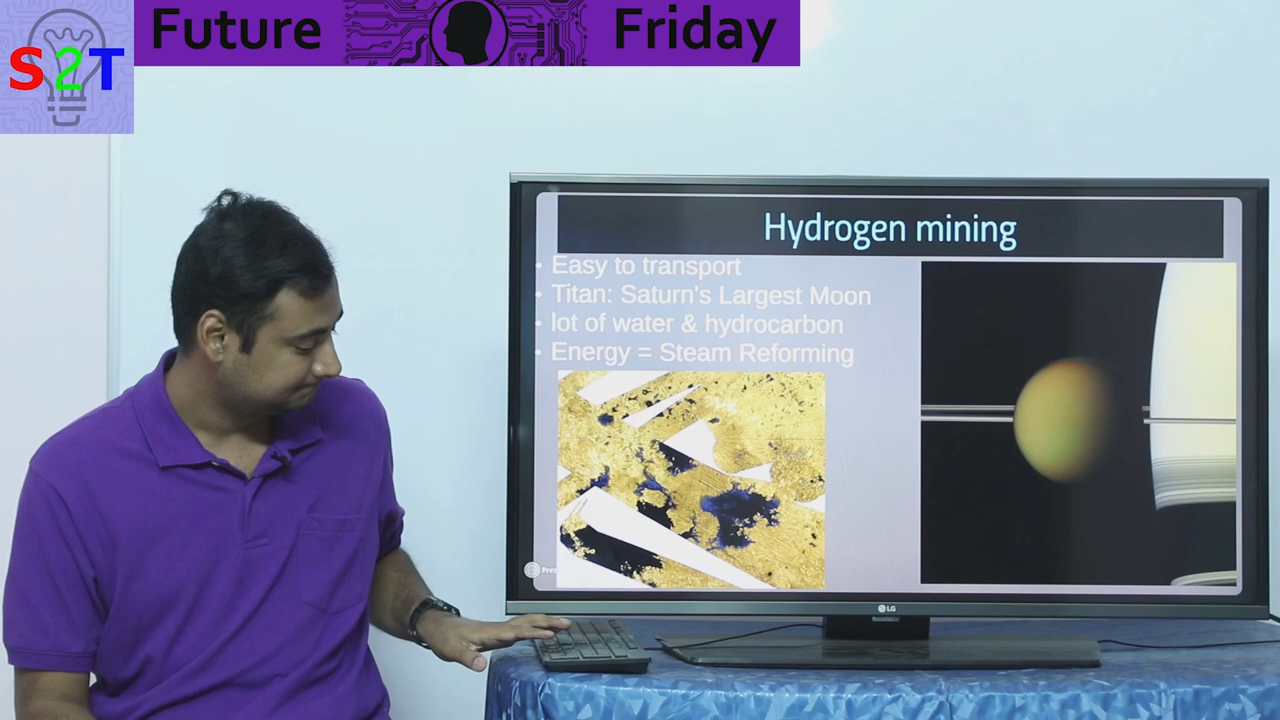 Future Friday
S2T
Hydrogen mining
• Easy to transport
• Titan: Saturn's Largest Moon
• lot of water & hydrocarbon
• Energy = Steam Reforming
LG